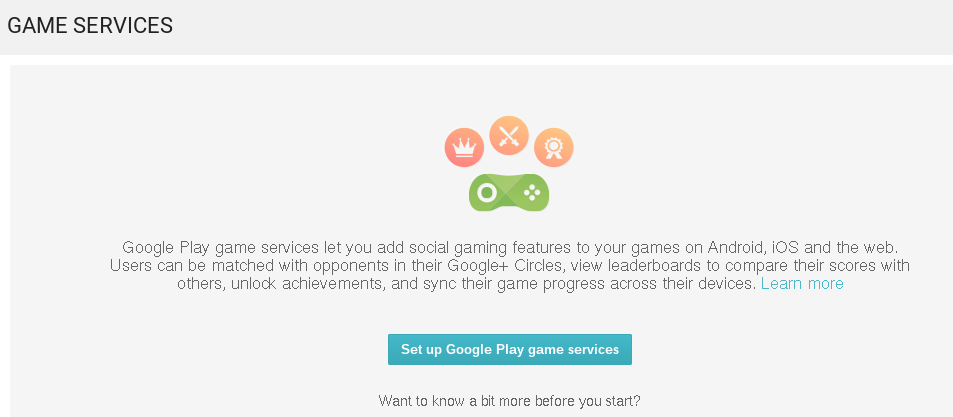 GAME SERVICES
Google Play game services let you add social gaming features to your games on Android, iOS and the web.
Users can be matched with opponents in their Google+ Circles, view leaderboards to compare their scores with
others, unlock achievements, and sync their game progress across their devices. Learn more
Set up Google Play game services
Want to know a bit more before you start?